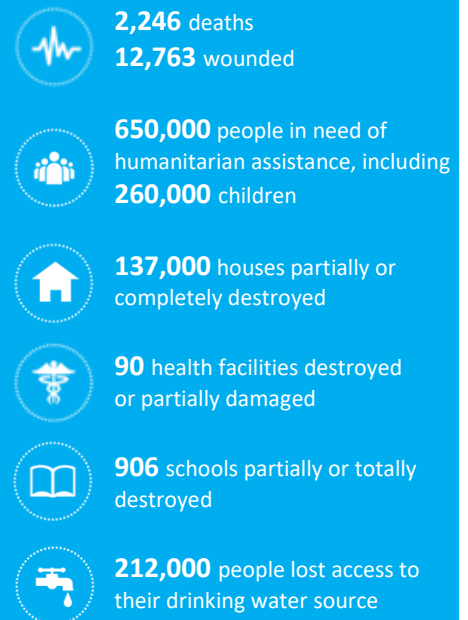 2,246 deaths
12,763 wounded
650,000 people in need of
humanitarian assistance, including
260,000 children
137,000 houses partially or
completely destroyed
90 health facilities destroyed
or partially damaged
906 schools partially or totally
destroyed
212,000 people lost access to
their drinking water source